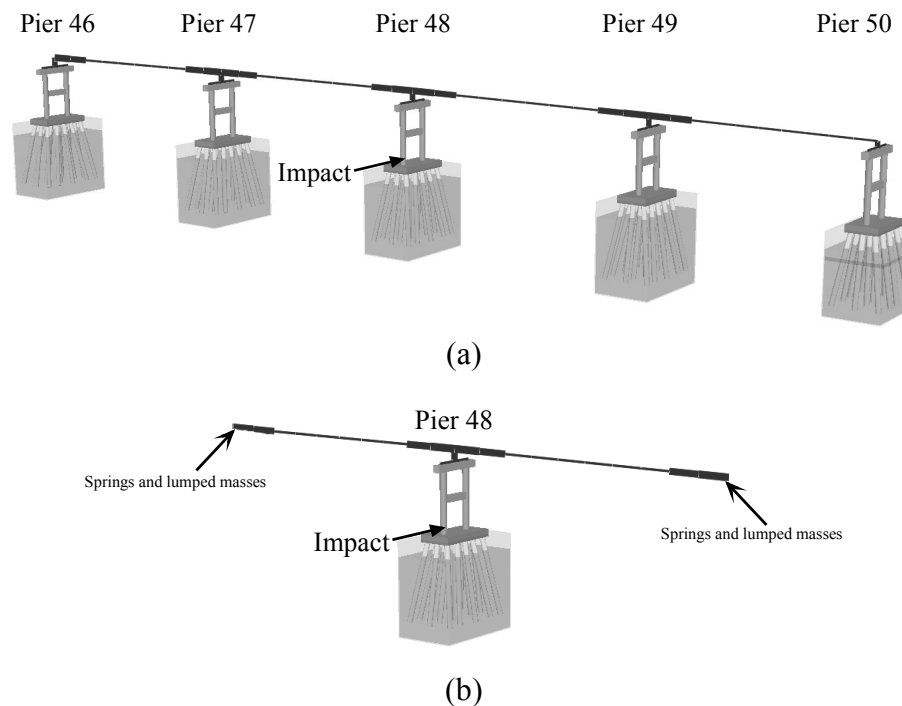 Pier 46 Pier 47 Pier 48 Pier 49 Pier 50
Impact
(a)
Pier 48
Springs and lumped masses
Impact
Springs and lumped masses
(b)